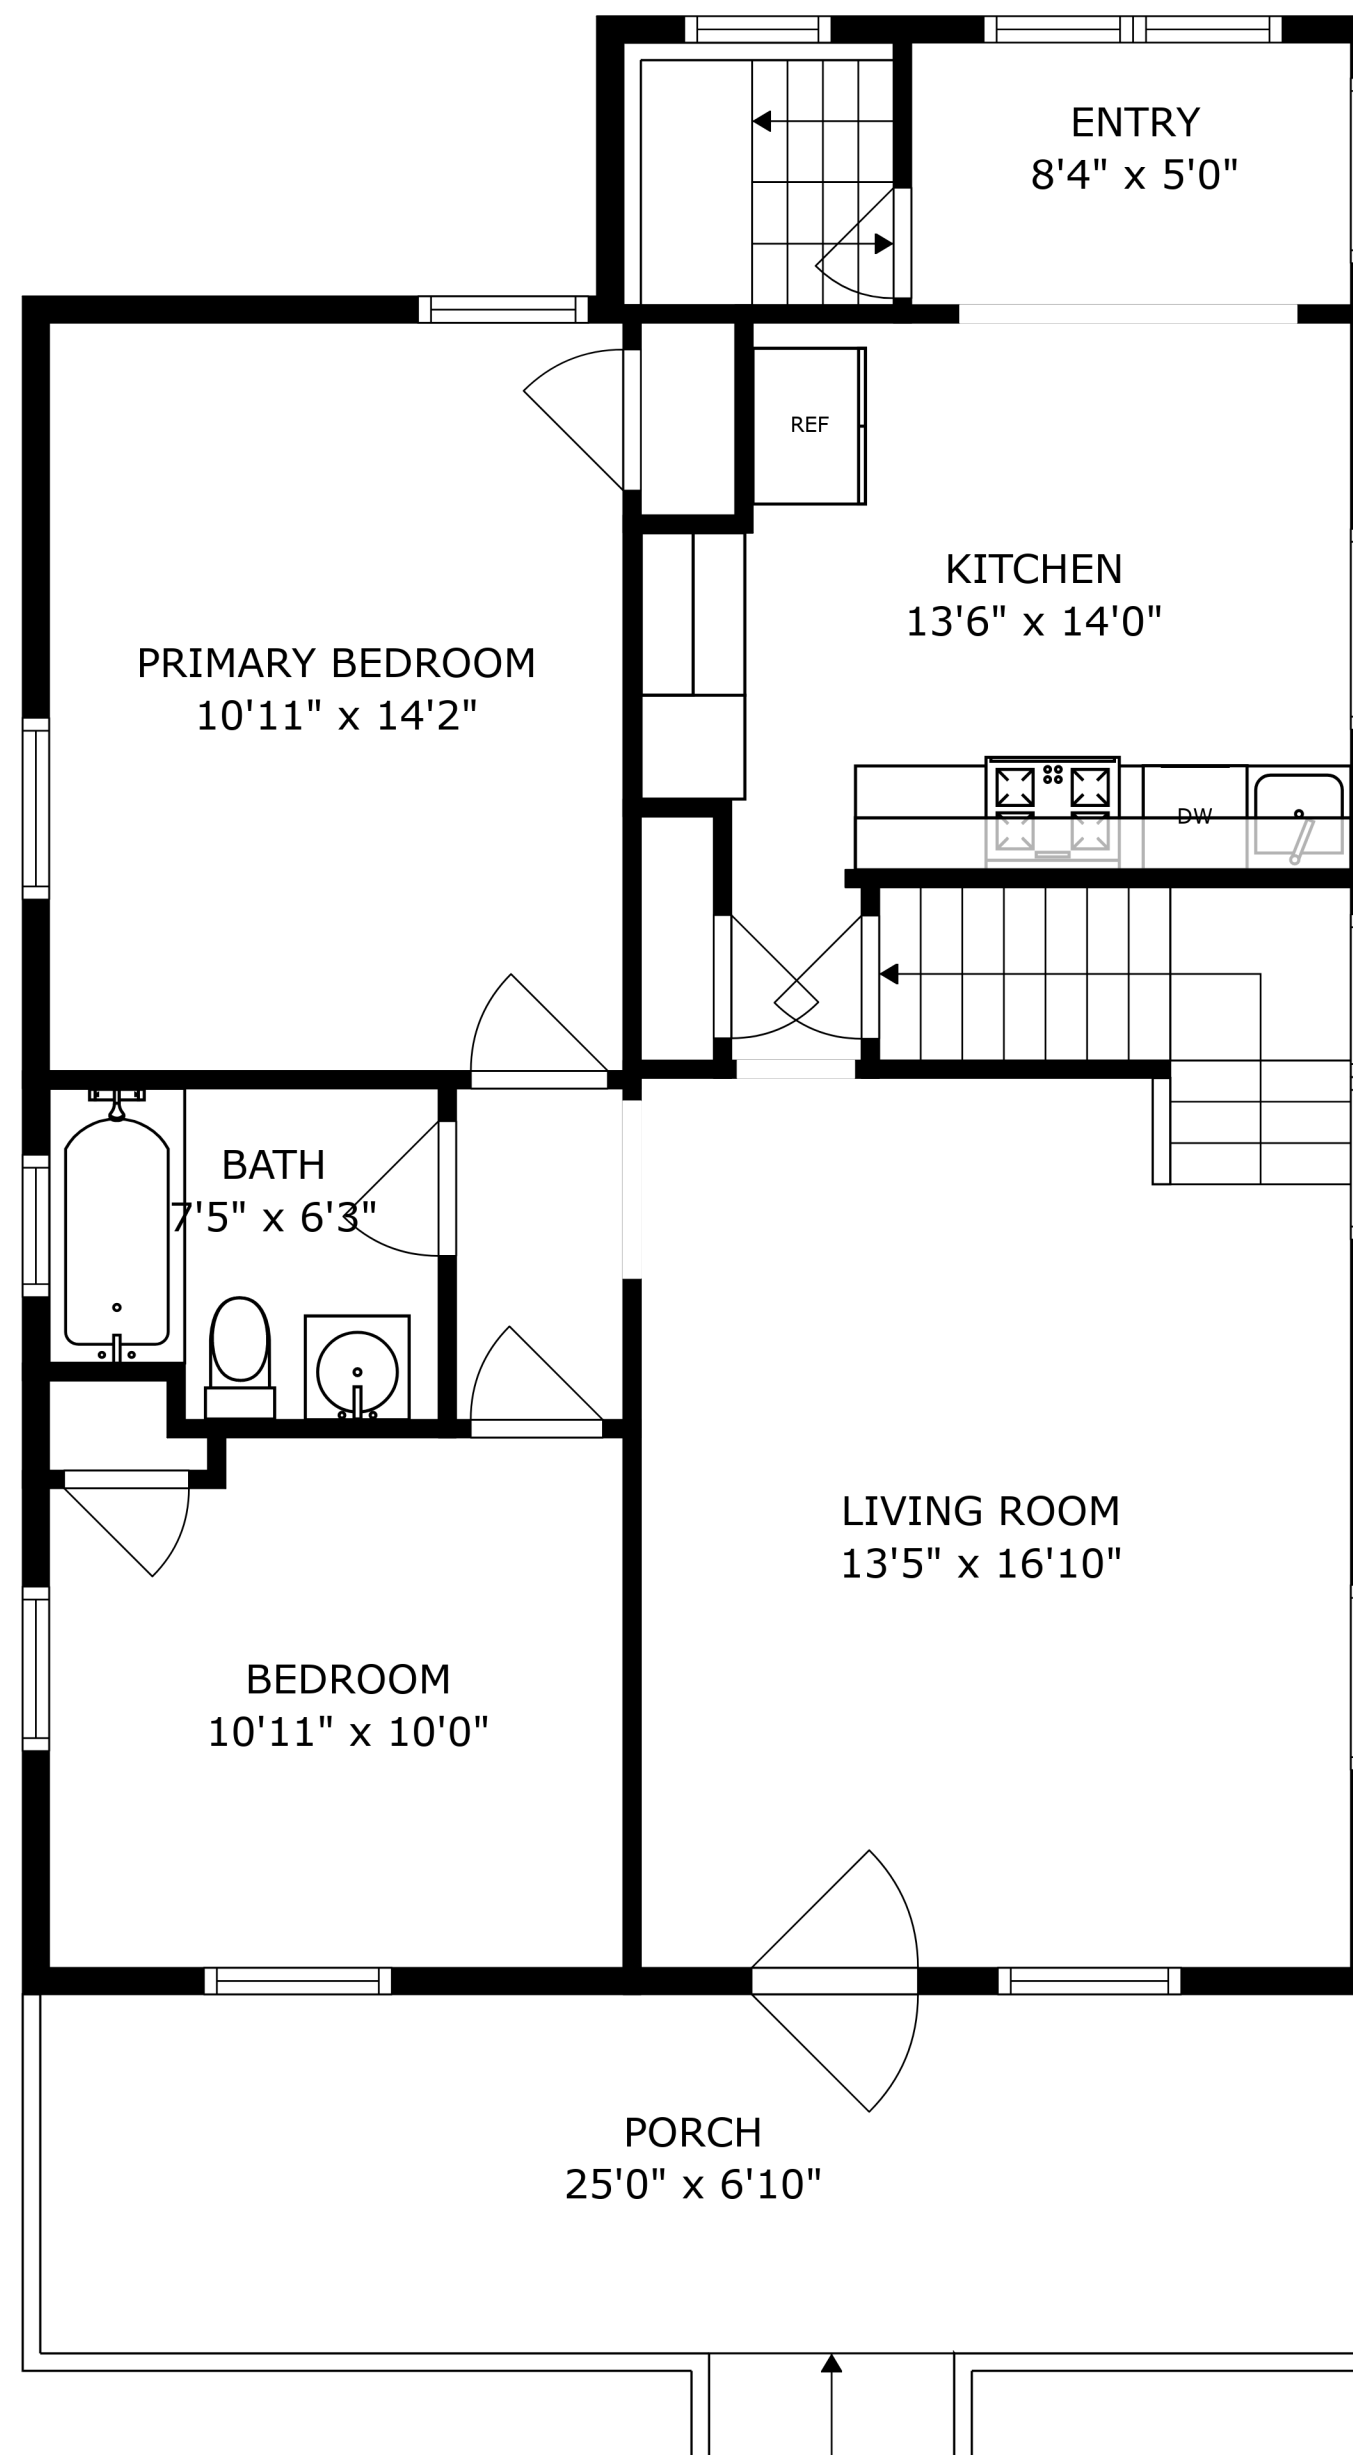 ENTRY
8'4" x 5'0"
REF
KITCHEN
13'6" x 14'0"
PRIMARY BEDROOM
10'11" x 14'2"
DW
BATH
7'5" x 6'3"
LIVING ROOM
13'5" x 16'10"
BEDROOM
10'11" x 10'0"
PORCH
25'0" x 6'10"